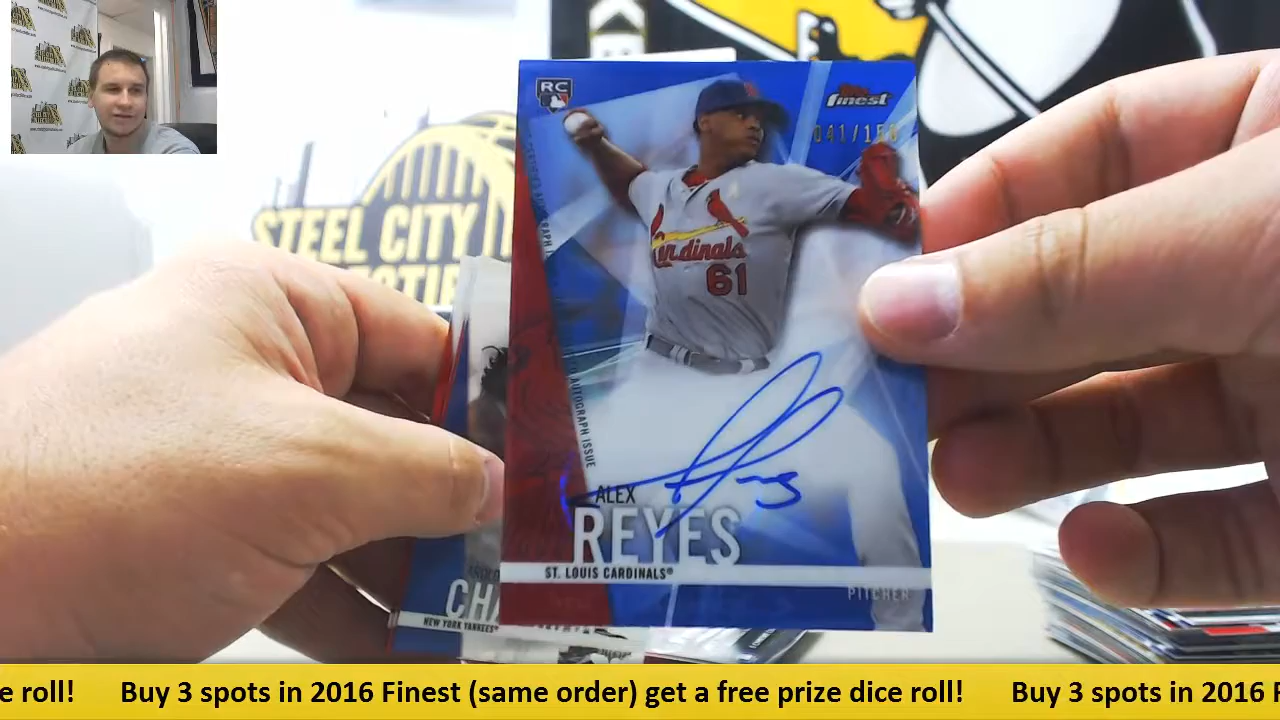 RC
finest
041/150
Cardinals
61
AUTOGRAPH ISSUE
ALEX
REYES
ST. LOUIS CARDINALS®
PITCHER
STEEL CITY
CH
NEW YORK YANKEES®
e roll! Buy 3 spots in 2016 Finest (same order) get a free prize dice roll! Buy 3 spots in 2016 F